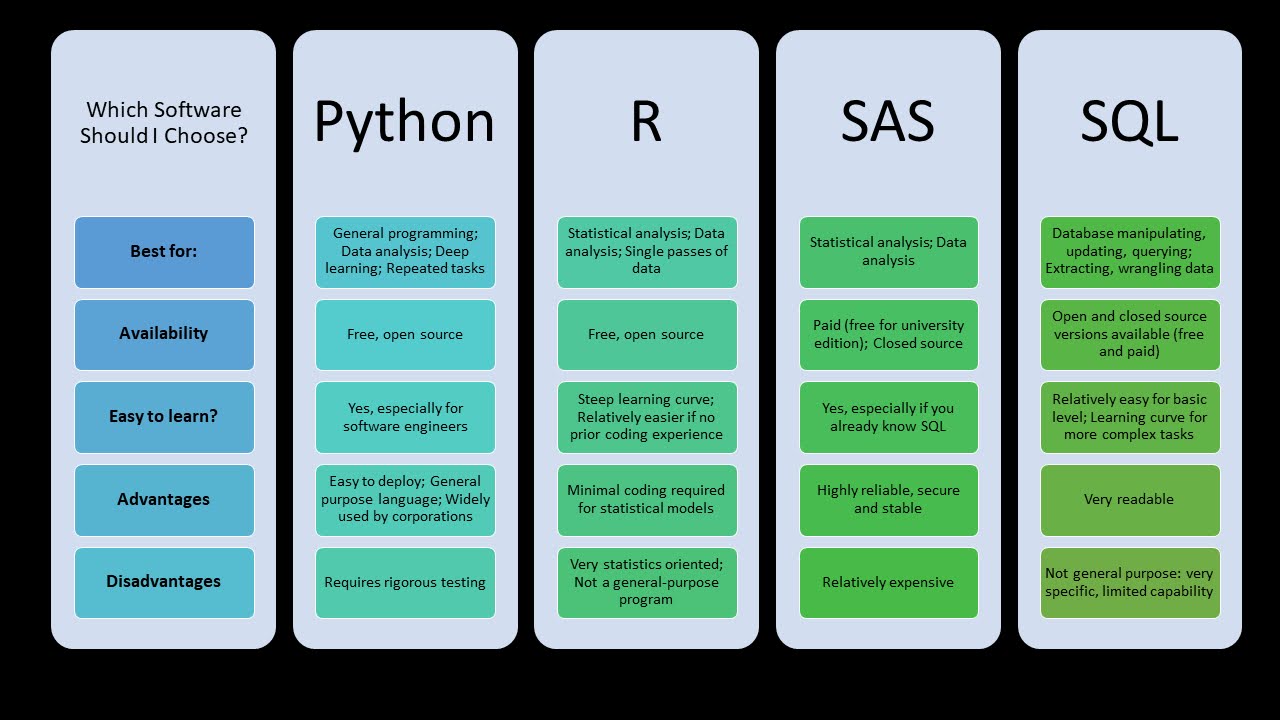 Which Software
Should I Choose?
Python
R
SAS
SQL
Best for:
General programming;
Data analysis; Deep
learning; Repeated tasks
Statistical analysis; Data
analysis; Single passes of
data
Statistical analysis; Data
analysis
Database manipulating,
updating, querying;
Extracting, wrangling data
Availability
Free, open source
Free, open source
Paid (free for university
edition); Closed source
Open and closed source
versions available (free
and paid)
Easy to learn?
Yes, especially for
software engineers
Steep learning curve;
Relatively easier if no
prior coding experience
Yes, especially if you
already know SQL
Relatively easy for basic
level; Learning curve for
more complex tasks
Advantages
Easy to deploy; General
purpose language; Widely
used by corporations
Minimal coding required
for statistical models
Highly reliable, secure
and stable
Very readable
Disadvantages
Requires rigorous testing
Very statistics oriented;
Not a general-purpose
program
Relatively expensive
Not general purpose: very
specific, limited capability